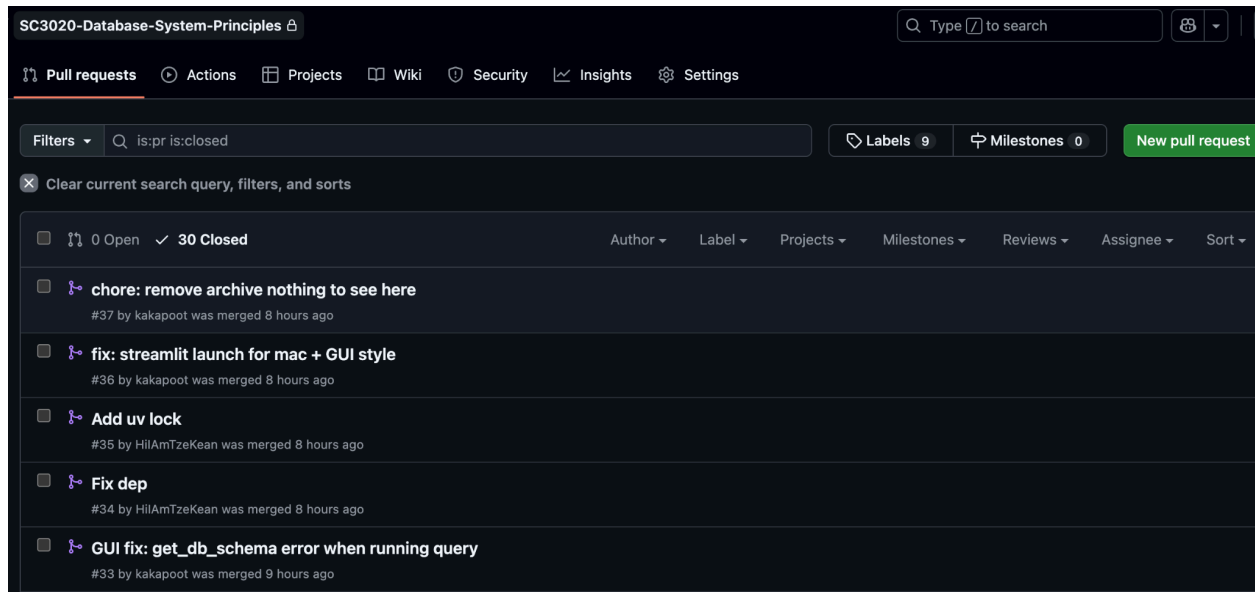 SC3020-Database-System-Principles
Type / to search
Pull requests Actions Projects Wiki Security Insights Settings
Filters is:pr is:closed Labels 9 Milestones 0 New pull request
Clear current search query, filters, and sorts
0 Open 30 Closed Author Label Projects Milestones Reviews Assignee Sort
chore: remove archive nothing to see here
#37 by kakapoot was merged 8 hours ago
fix: streamlit launch for mac + GUI style
#36 by kakapoot was merged 8 hours ago
Add uv lock
#35 by HiIAmTzeKean was merged 8 hours ago
Fix dep
#34 by HiIAmTzeKean was merged 8 hours ago
GUI fix: get_db_schema error when running query
#33 by kakapoot was merged 9 hours ago